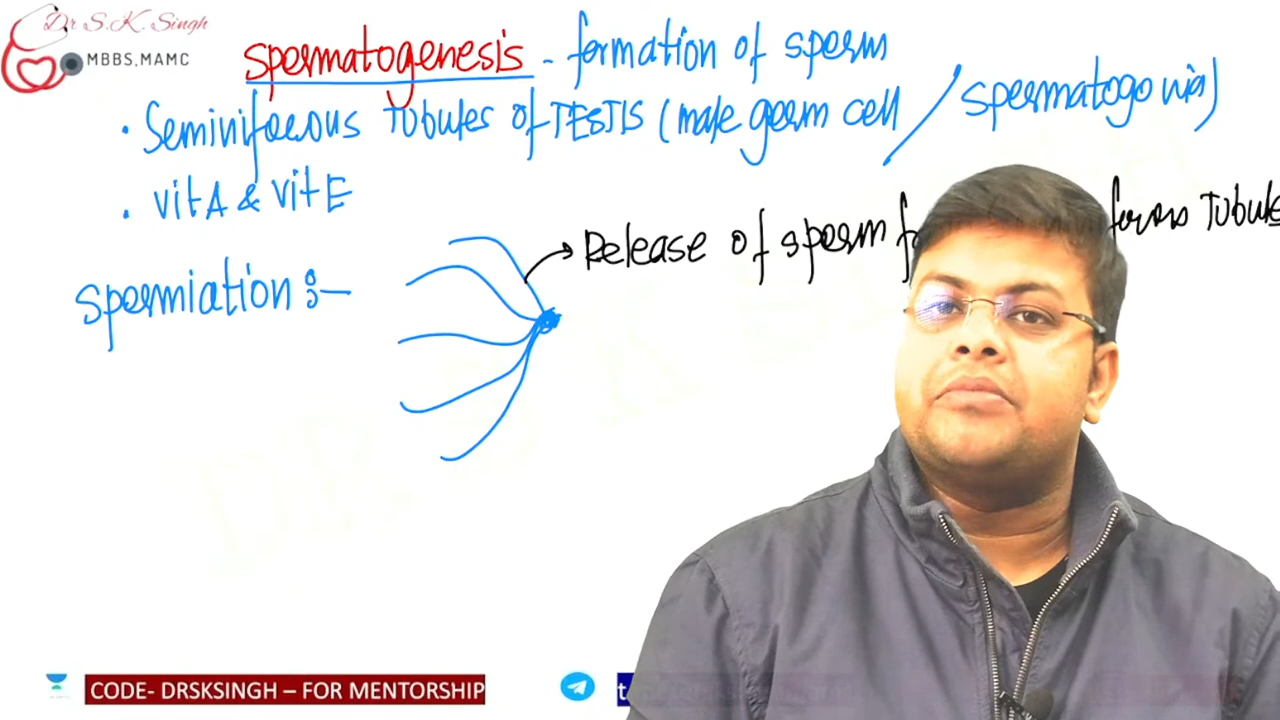 Dr S.K. Singh
MBBS,MAMC
Spermatogenesis - formation of sperm
• Seminiferous Tubules of TESTIS (male germ cell / spermatogonia)
• vit A & vit E
Release of sperm
Tubule
spermiation :-
CODE- DRSKSINGH – FOR MENTORSHIP